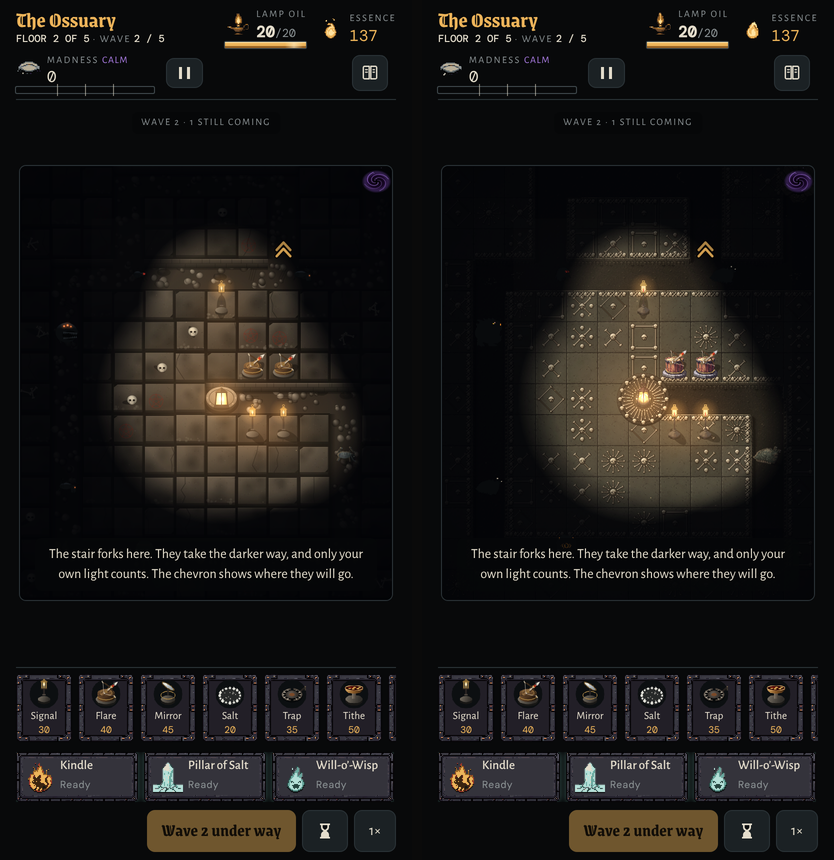 The Ossuary
FLOOR 2 OF 5 · WAVE 2 / 5
LAMP OIL
20/20
ESSENCE
137
MADNESS CALM
0
WAVE 2 · 1 STILL COMING
The stair forks here. They take the darker way, and only your
own light counts. The chevron shows where they will go.
Signal
30
Flare
40
Mirror
45
Salt
20
Trap
35
Tithe
50
Kindle
Ready
Pillar of Salt
Ready
Will-o'-Wisp
Ready
Wave 2 under way
1×
The Ossuary
FLOOR 2 OF 5 · WAVE 2 / 5
LAMP OIL
20/20
ESSENCE
137
MADNESS CALM
0
WAVE 2 · 1 STILL COMING
The stair forks here. They take the darker way, and only your
own light counts. The chevron shows where they will go.
Signal
30
Flare
40
Mirror
45
Salt
20
Trap
35
Tithe
50
Kindle
Ready
Pillar of Salt
Ready
Will-o'-Wisp
Ready
Wave 2 under way
1×